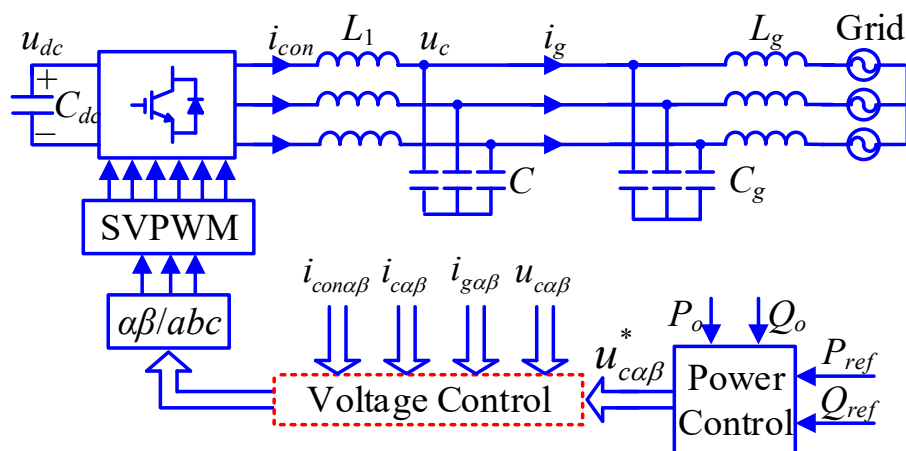 u_dc i_con L_1 u_c i_g L_g Grid
+
C_dc
−
C C_g
SVPWM
i_conαβ i_cαβ i_gαβ u_cαβ
αβ/abc
P_o Q_o
u*_cαβ
P_ref
Voltage Control
Power
Control
Q_ref